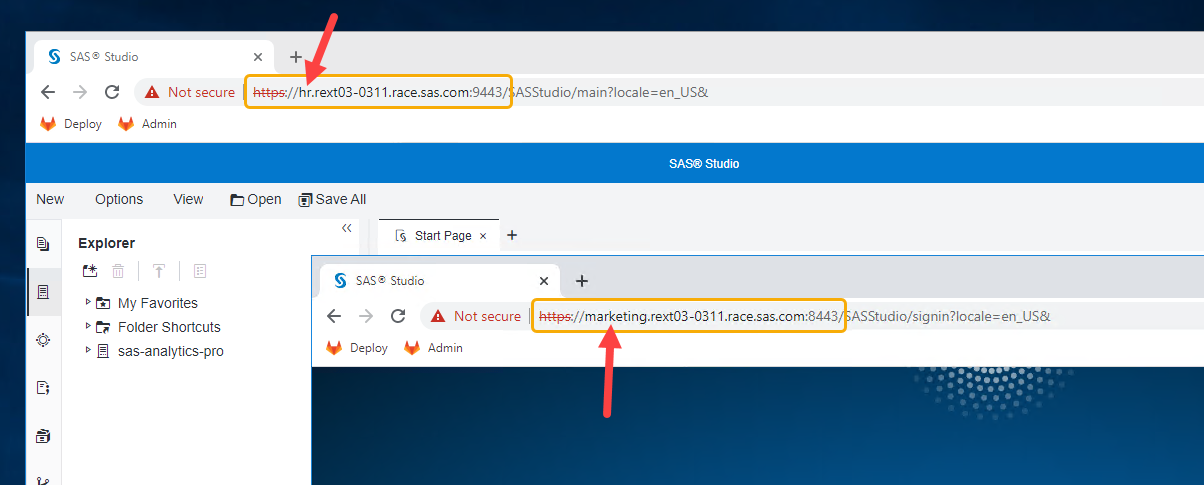 SAS® Studio
Not secure https://hr.rext03-0311.race.sas.com:9443/SASStudio/main?locale=en_US&
Deploy Admin
SAS® Studio
New Options View Open Save All
Explorer
Start Page
My Favorites
Folder Shortcuts
sas-analytics-pro
SAS® Studio
Not secure https://marketing.rext03-0311.race.sas.com:8443/SASStudio/signin?locale=en_US&
Deploy Admin